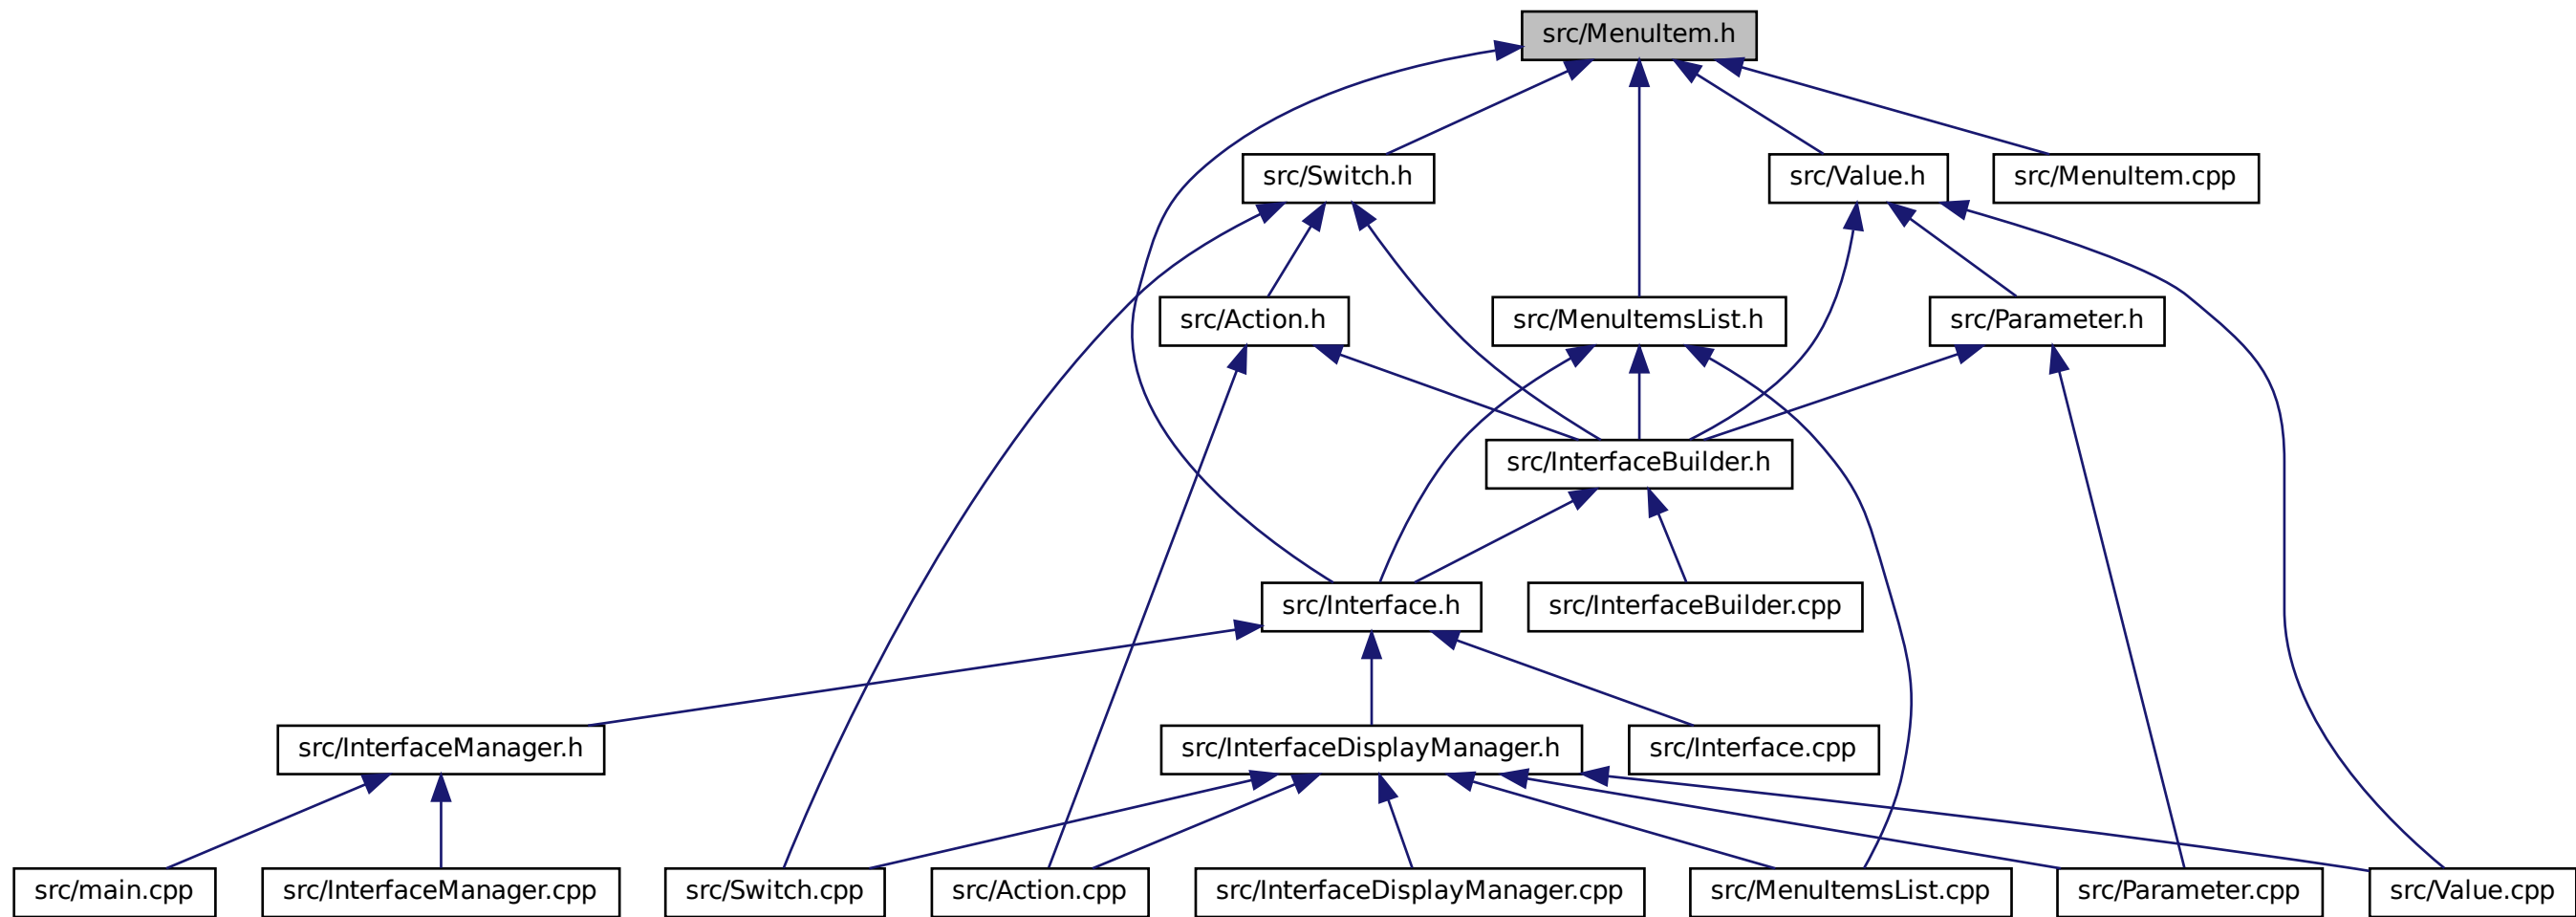 src/MenuItem.h
src/Switch.h
src/Value.h
src/MenuItem.cpp
src/Action.h
src/MenuItemsList.h
src/Parameter.h
src/InterfaceBuilder.h
src/Interface.h
src/InterfaceBuilder.cpp
src/InterfaceManager.h
src/InterfaceDisplayManager.h
src/Interface.cpp
src/main.cpp
src/InterfaceManager.cpp
src/Switch.cpp
src/Action.cpp
src/InterfaceDisplayManager.cpp
src/MenuItemsList.cpp
src/Parameter.cpp
src/Value.cpp